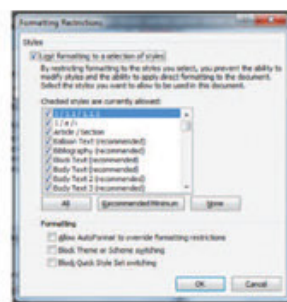 Formatting Restrictions
Styles
Limit formatting to a selection of styles
By restricting formatting to the styles you select, you prevent the ability to
modify styles and the ability to apply direct formatting to the document.
Select the styles you want to allow to be used in this document.
Checked styles are currently allowed:
1 / a / i
Article / Section
Balloon Text (recommended)
Bibliography (recommended)
Block Text (recommended)
Body Text (recommended)
Body Text 2 (recommended)
Body Text 3 (recommended)
All Recommended Minimum None
Formatting
Allow AutoFormat to override formatting restrictions
Block Theme or Scheme switching
Block Quick Style Set switching
OK Cancel